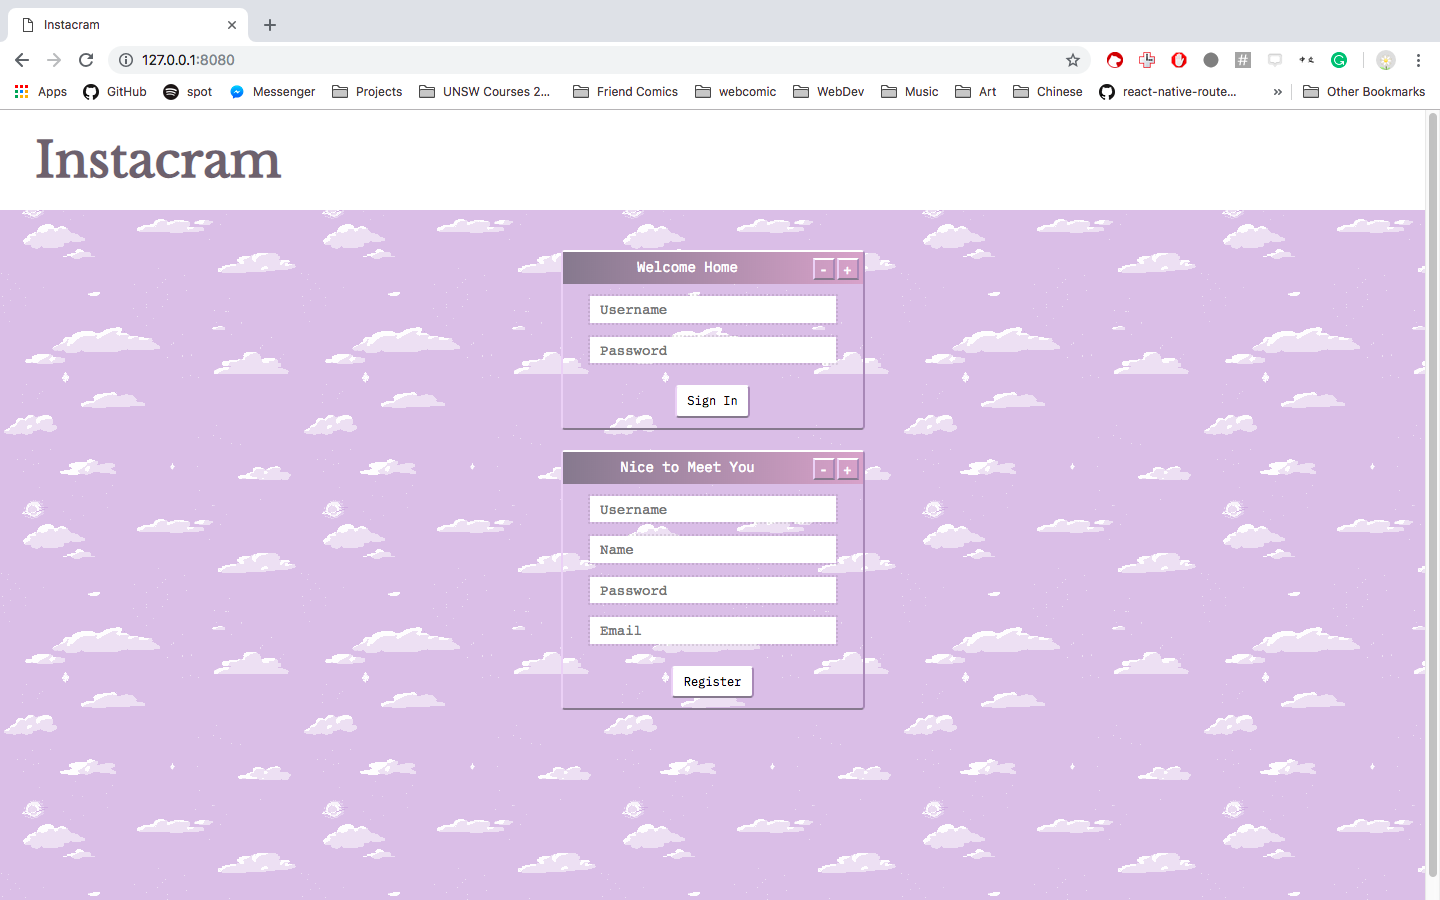 Instacram
127.0.0.1:8080
Apps GitHub spot Messenger Projects UNSW Courses 2... Friend Comics webcomic WebDev Music Art Chinese react-native-route... » Other Bookmarks
Instacram
Welcome Home - +
Username
Password
Sign In
Nice to Meet You - +
Username
Name
Password
Email
Register